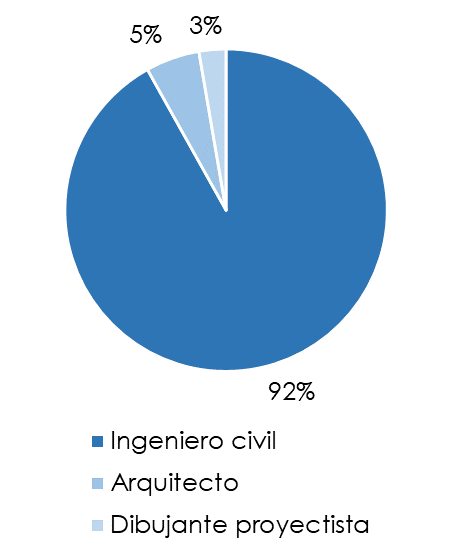 3%
5%
92%
Ingeniero civil
Arquitecto
Dibujante proyectista